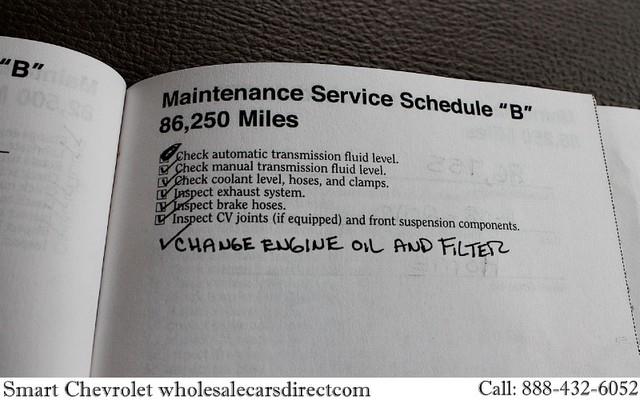 "B"
Maintenance Service Schedule "B"
86,250 Miles
Check automatic transmission fluid level.
Check manual transmission fluid level.
Check coolant level, hoses, and clamps.
Inspect exhaust system.
Inspect brake hoses.
Inspect CV joints (if equipped) and front suspension components.
CHANGE ENGINE OIL AND FILTER
Smart Chevrolet wholesalecarsdirectcom
Call: 888-432-6052